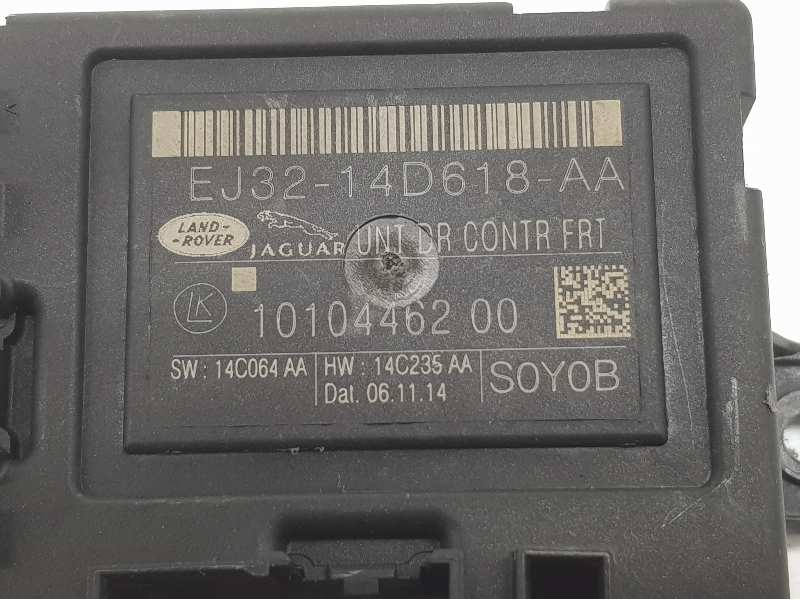 EJ32-14D618-AA
LAND-
-ROVER
JAGUAR
UNT DR CONTR FRT
LK
10104462 00
SW : 14C064 AA
HW : 14C235 AA
Dat. 06.11.14
SOYOB